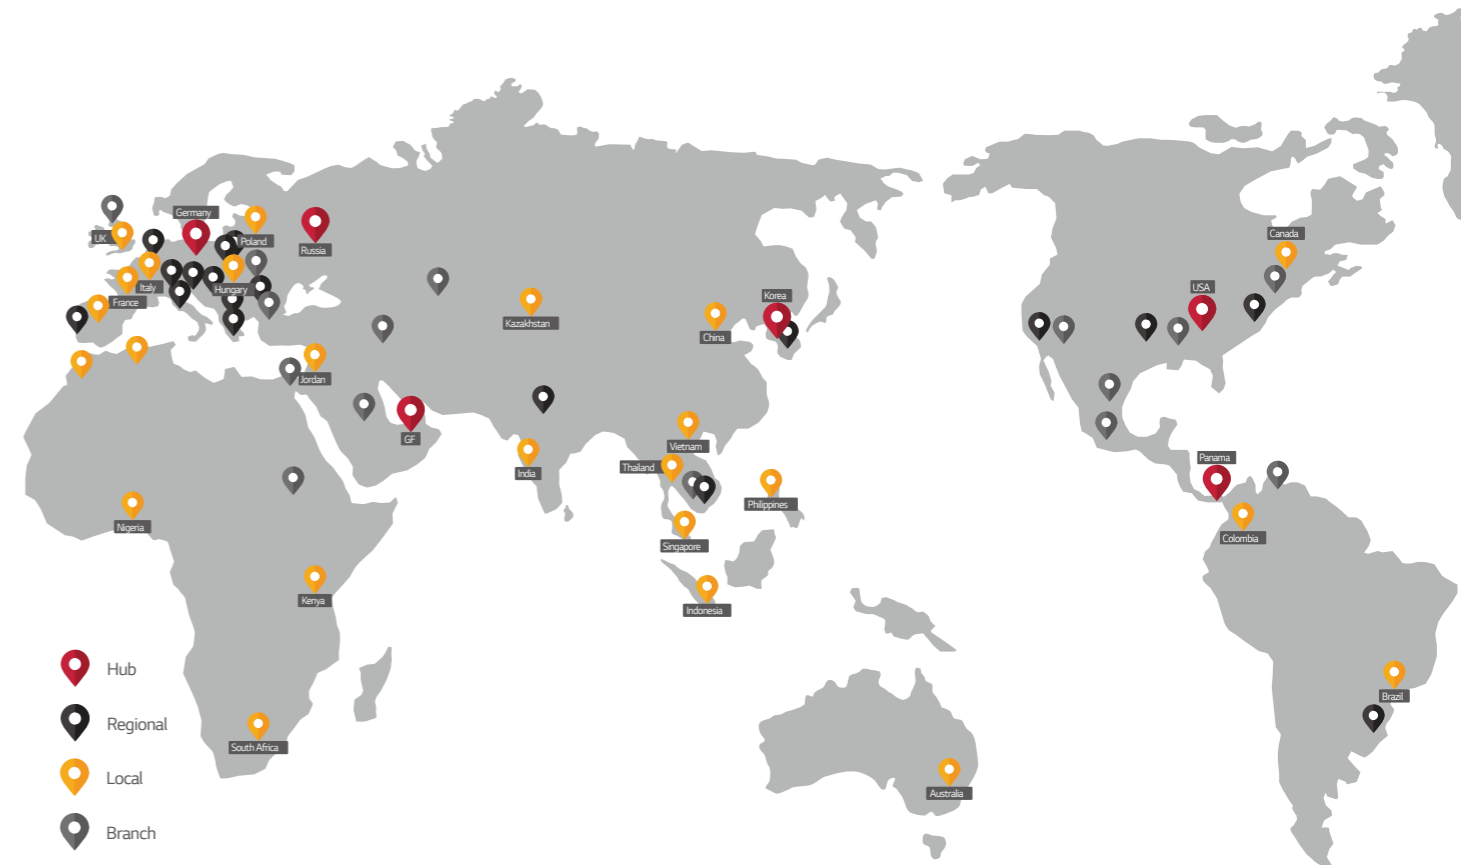 Germany
UK
Poland
Russia
Italy
Hungary
France
Kazakhstan
Korea
China
Jordan
GF
India
Vietnam
Thailand
Philippines
Singapore
Indonesia
Nigeria
Kenya
South Africa
Australia
Canada
USA
Panama
Colombia
Brazil
Hub
Regional
Local
Branch